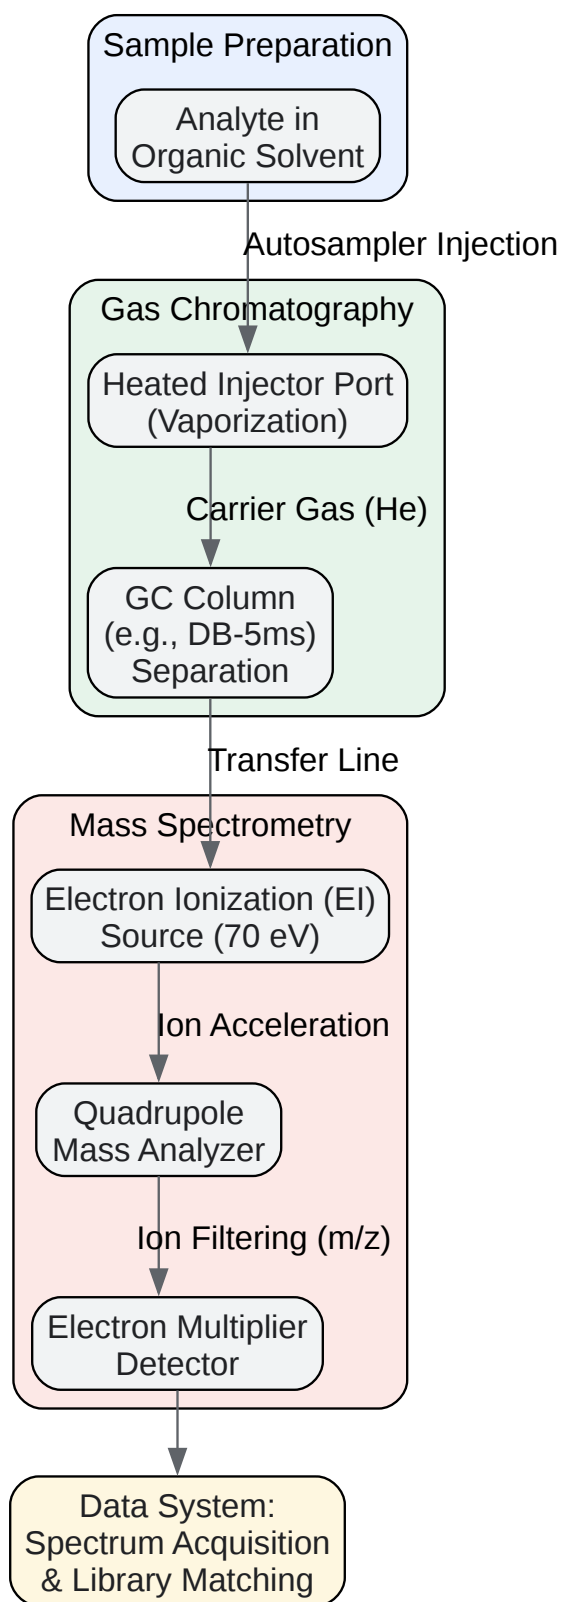 Sample Preparation
Analyte in
Organic Solvent
Autosampler Injection
Gas Chromatography
Heated Injector Port
(Vaporization)
Carrier Gas (He)
GC Column
(e.g., DB-5ms)
Separation
Transfer Line
Mass Spectrometry
Electron Ionization (EI)
Source (70 eV)
Ion Acceleration
Quadrupole
Mass Analyzer
Ion Filtering (m/z)
Electron Multiplier
Detector
Data System:
Spectrum Acquisition
& Library Matching